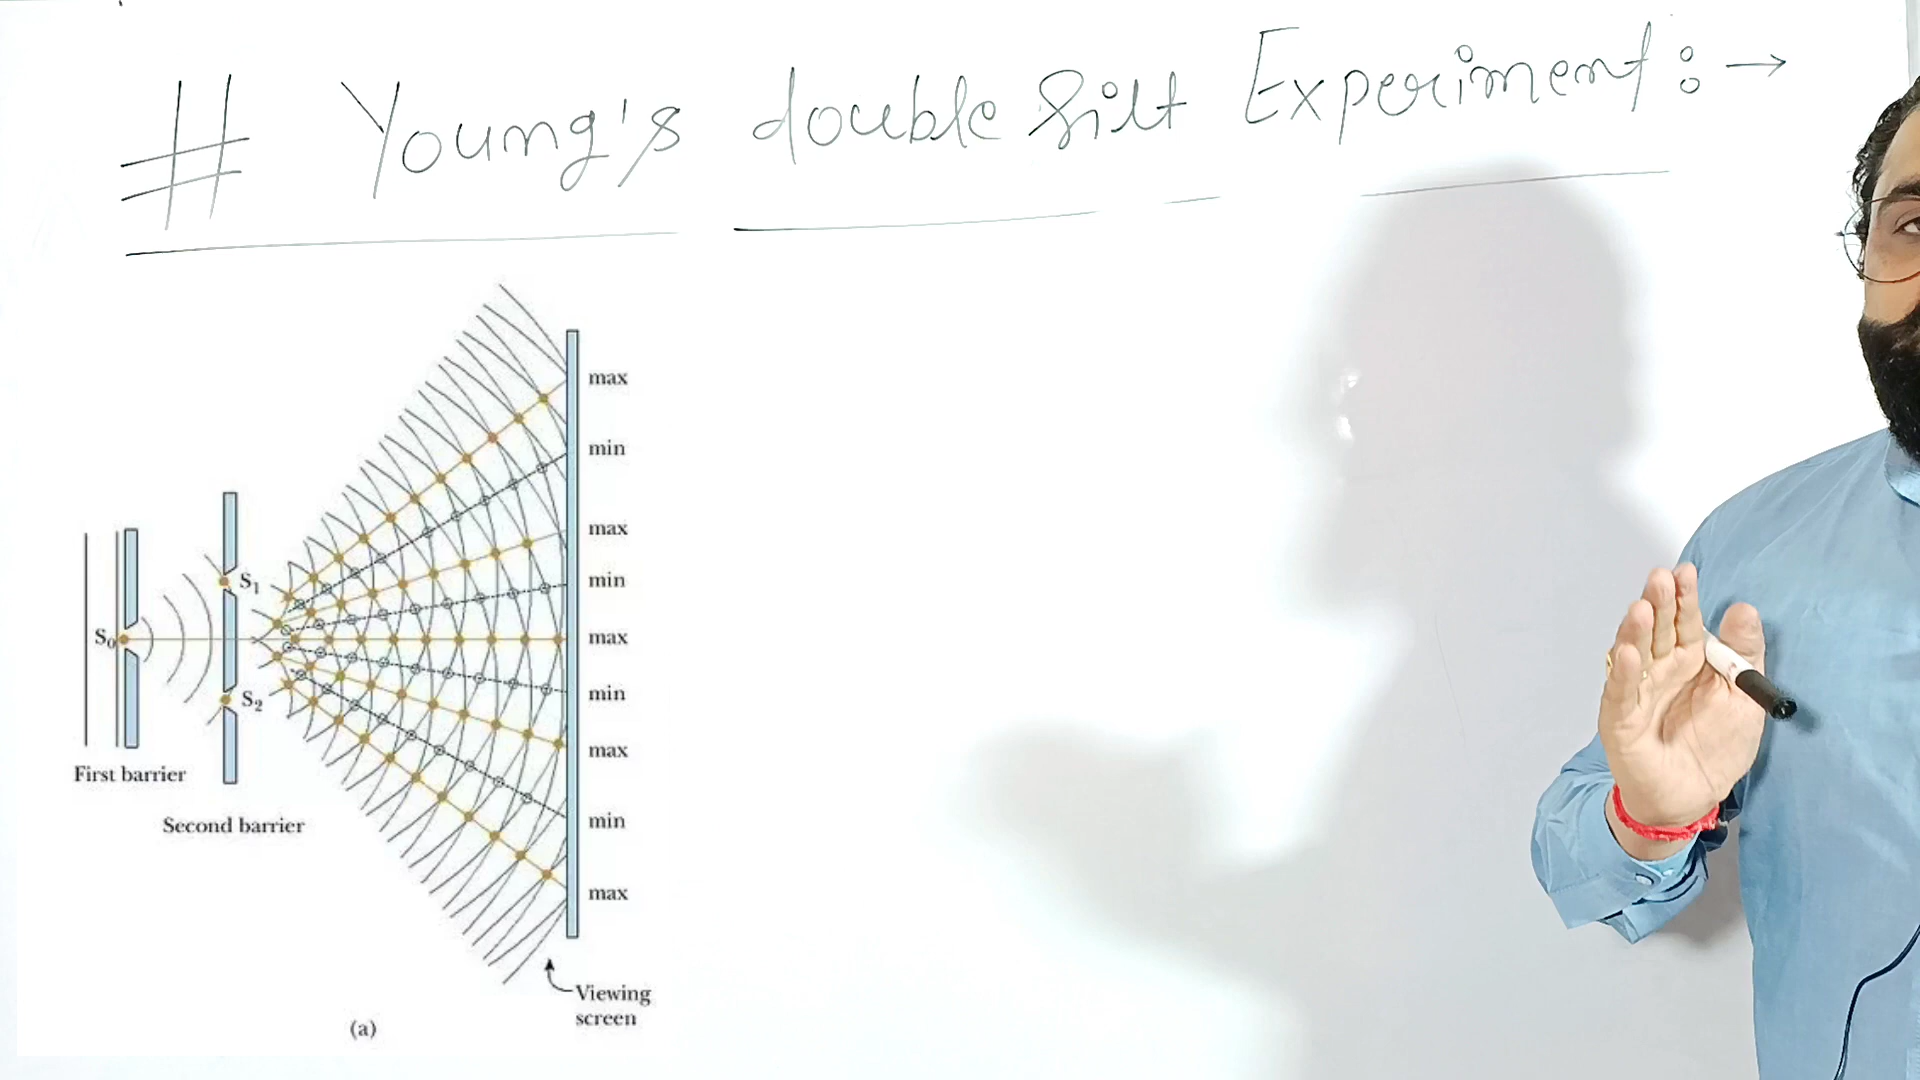 # Young's double silt Experiment: →
max
min
max
min
S₁
max
S₀
min
S₂
max
First barrier
min
Second barrier
max
Viewing
screen
(a)